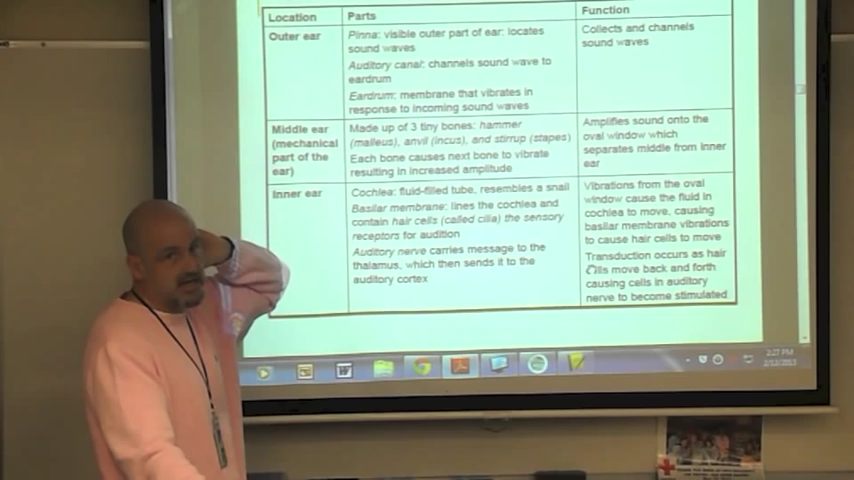 Location Parts Function
Outer ear Pinna: visible outer part of ear: locates Collects and channels
sound waves sound waves
Auditory canal: channels sound wave to
eardrum
Eardrum: membrane that vibrates in
response to incoming sound waves
Middle ear Made up of 3 tiny bones: hammer Amplifies sound onto the
(mechanical (malleus), anvil (incus), and stirrup (stapes) oval window which
part of the Each bone causes next bone to vibrate separates middle from inner
ear) resulting in increased amplitude ear
Inner ear Cochlea: fluid-filled tube, resembles a snail Vibrations from the oval
Basilar membrane: lines the cochlea and window cause the fluid in
contain hair cells (called cilia) the sensory cochlea to move, causing
receptors for audition basilar membrane vibrations
Auditory nerve carries message to the to cause hair cells to move
thalamus, which then sends it to the Transduction occurs as hair
auditory cortex cells move back and forth
causing cells in auditory
nerve to become stimulated
2:27 PM